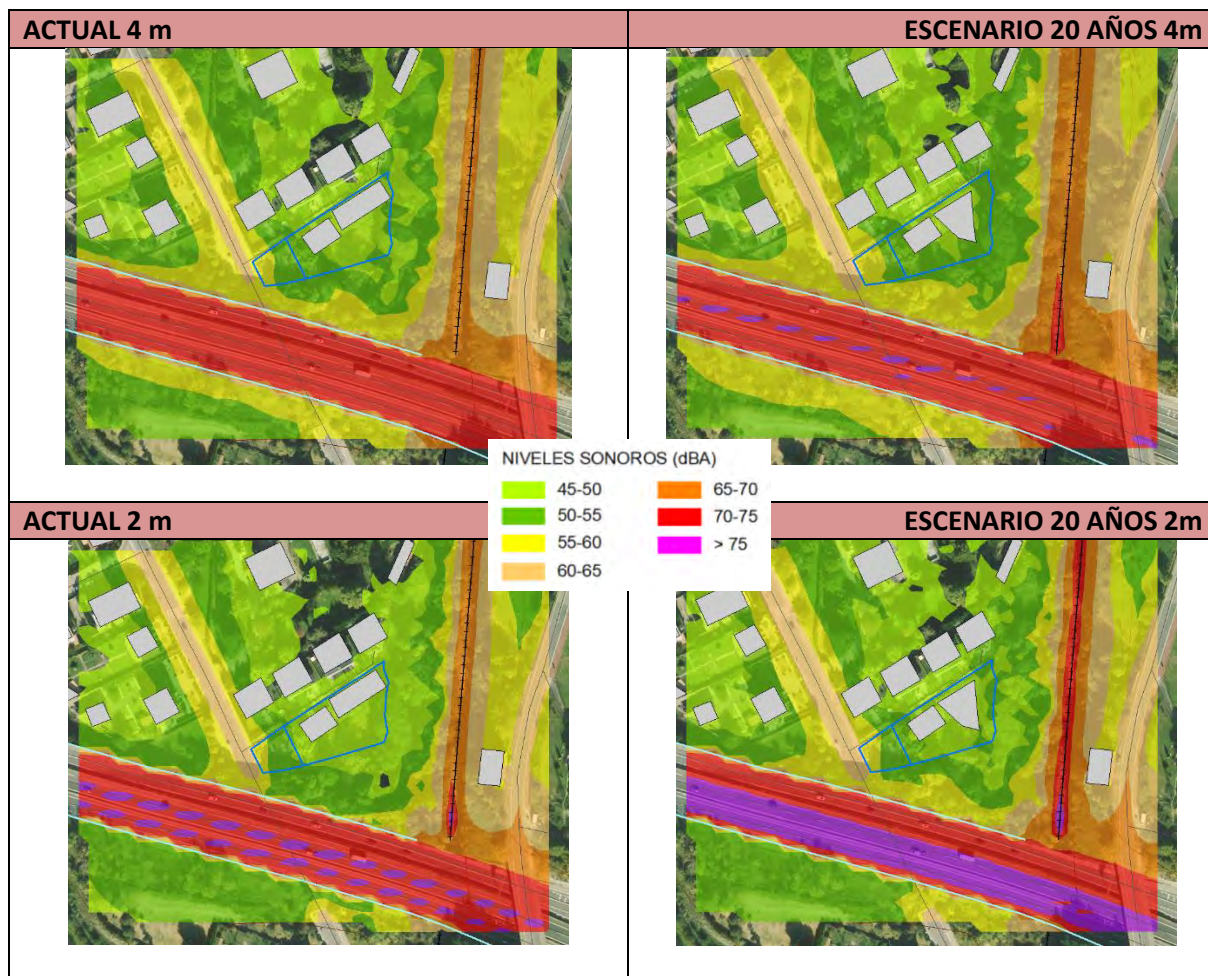 ACTUAL 4 m
ESCENARIO 20 AÑOS 4m
NIVELES SONOROS (dBA)
45-50
65-70
50-55
70-75
55-60
> 75
60-65
ACTUAL 2 m
ESCENARIO 20 AÑOS 2m